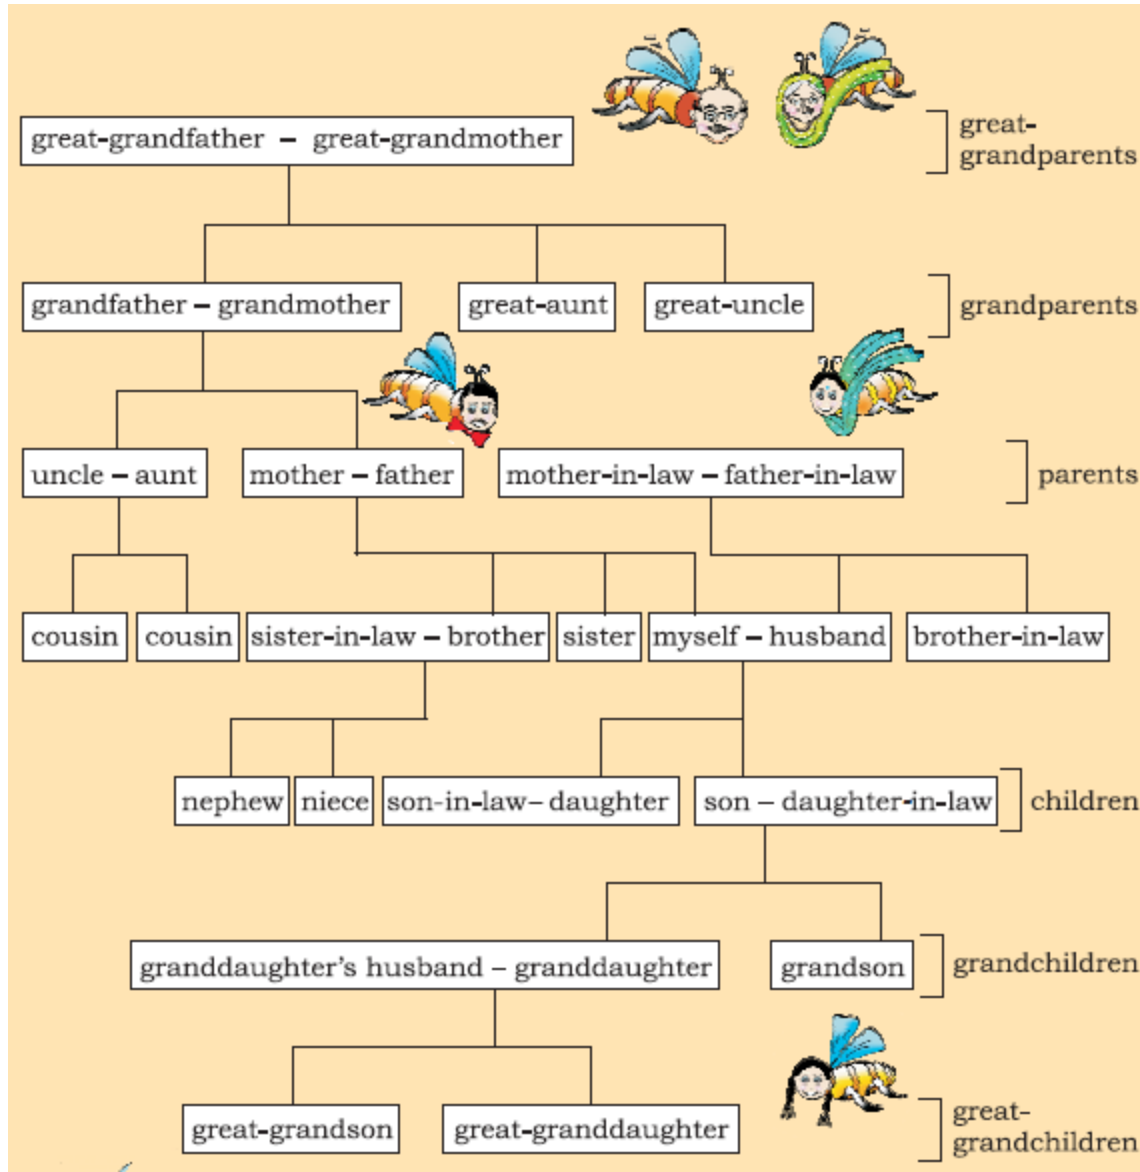 great-grandfather – great-grandmother
great-
grandparents
grandfather – grandmother
great-aunt
great-uncle
grandparents
uncle – aunt
mother – father
mother-in-law – father-in-law
parents
cousin
cousin
sister-in-law – brother
sister
myself – husband
brother-in-law
nephew
niece
son-in-law– daughter
son – daughter-in-law
children
granddaughter's husband – granddaughter
grandson
grandchildren
great-grandson
great-granddaughter
great-
grandchildren